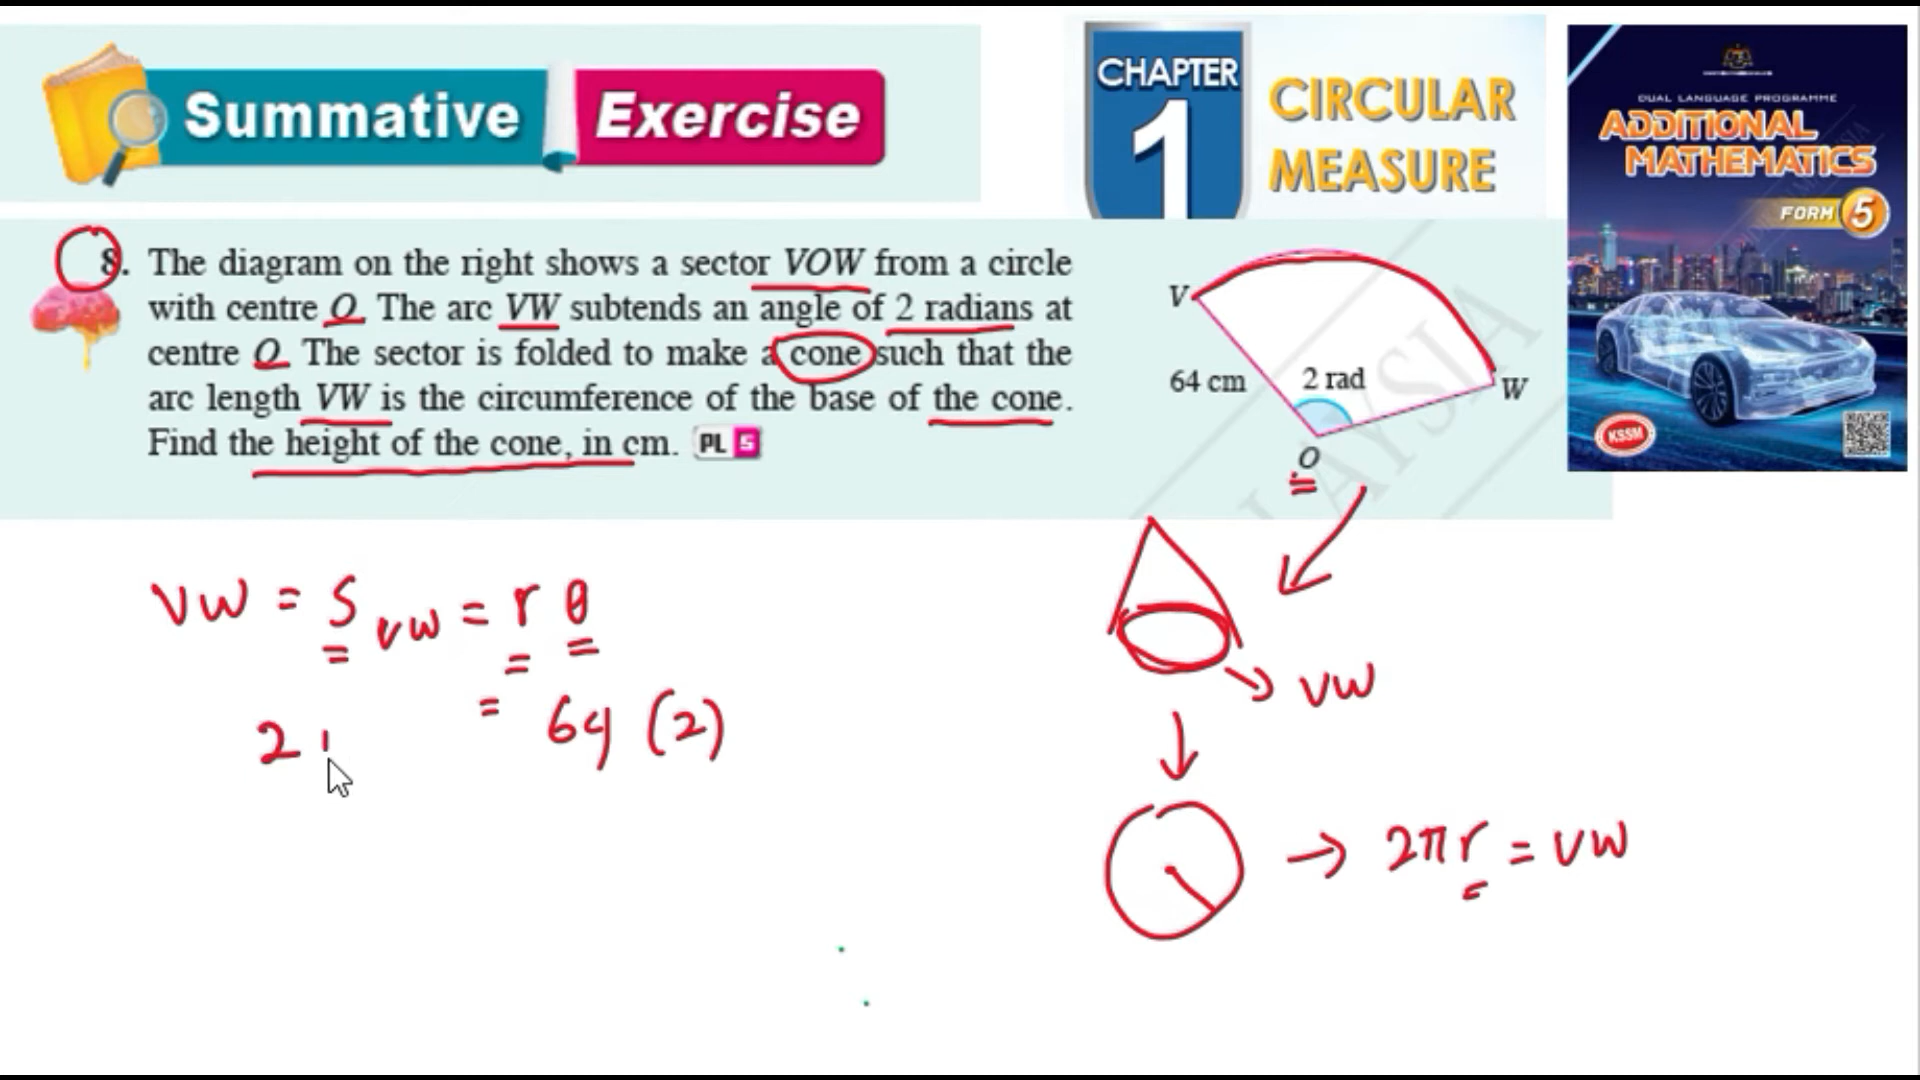 Summative Exercise
CHAPTER 1
CIRCULAR MEASURE
DUAL LANGUAGE PROGRAMME
ADDITIONAL
MATHEMATICS
FORM 5
KSSM
8. The diagram on the right shows a sector VOW from a circle
with centre O. The arc VW subtends an angle of 2 radians at
centre O. The sector is folded to make a cone such that the
arc length VW is the circumference of the base of the cone.
Find the height of the cone, in cm. PL 5
V
64 cm
2 rad
W
O
MALAYSIA
VW = S VW = r θ
= 64 (2)
2
→ VW
→ 2πr = VW